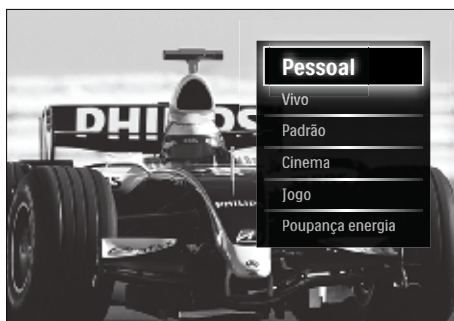 PHILIPS
Pessoal
Vivo
Padrão
Cinema
Jogo
Poupança energia